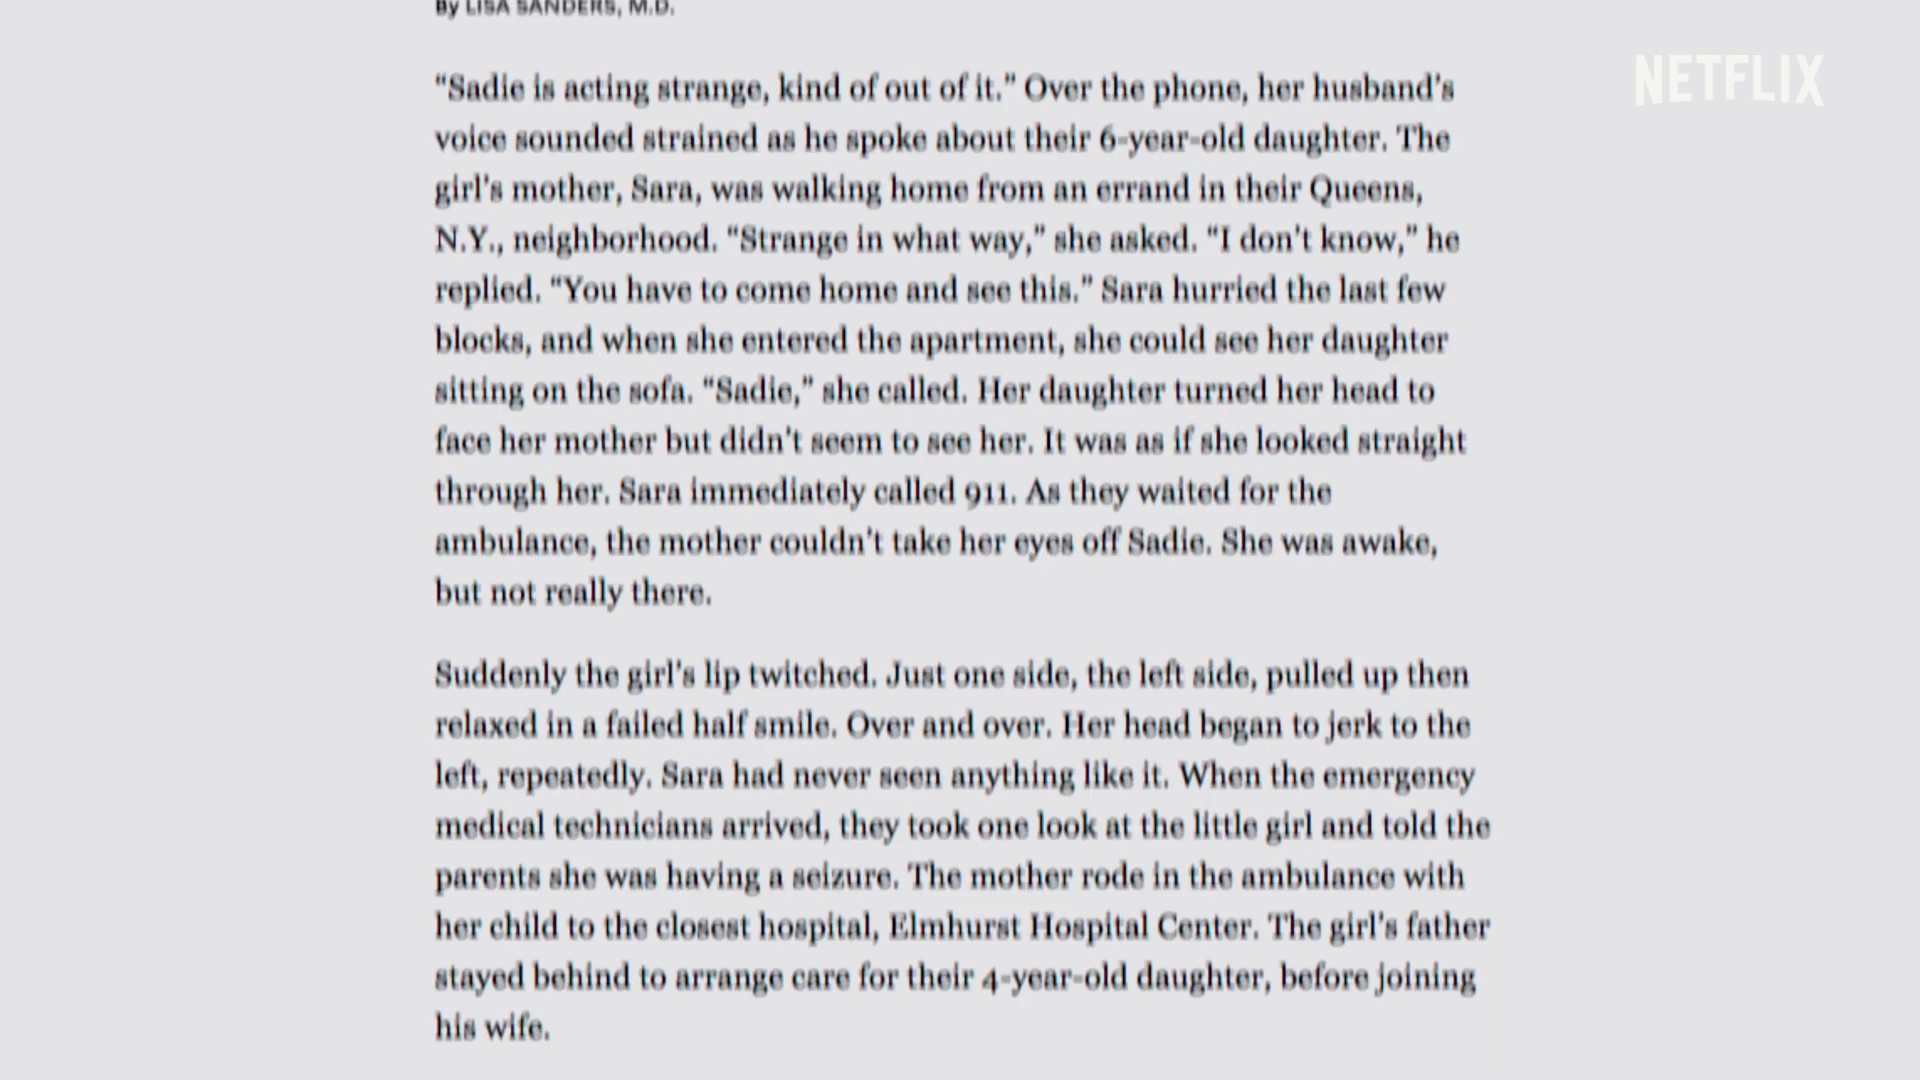 By LISA SANDERS, M.D.
NETFLIX
“Sadie is acting strange, kind of out of it.” Over the phone, her husband’s
voice sounded strained as he spoke about their 6-year-old daughter. The
girl’s mother, Sara, was walking home from an errand in their Queens,
N.Y., neighborhood. “Strange in what way,” she asked. “I don’t know,” he
replied. “You have to come home and see this.” Sara hurried the last few
blocks, and when she entered the apartment, she could see her daughter
sitting on the sofa. “Sadie,” she called. Her daughter turned her head to
face her mother but didn’t seem to see her. It was as if she looked straight
through her. Sara immediately called 911. As they waited for the
ambulance, the mother couldn’t take her eyes off Sadie. She was awake,
but not really there.
Suddenly the girl’s lip twitched. Just one side, the left side, pulled up then
relaxed in a failed half smile. Over and over. Her head began to jerk to the
left, repeatedly. Sara had never seen anything like it. When the emergency
medical technicians arrived, they took one look at the little girl and told the
parents she was having a seizure. The mother rode in the ambulance with
her child to the closest hospital, Elmhurst Hospital Center. The girl’s father
stayed behind to arrange care for their 4-year-old daughter, before joining
his wife.